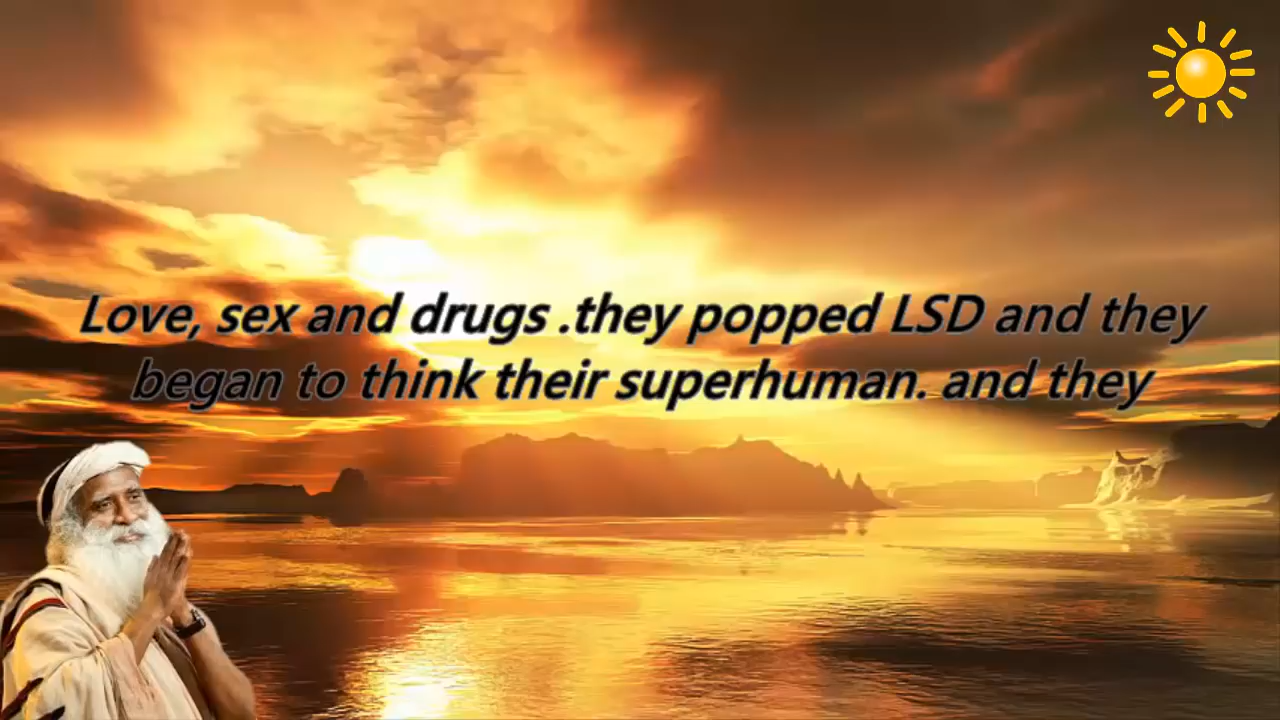 Love, sex and drugs .they popped LSD and they
began to think their superhuman. and they